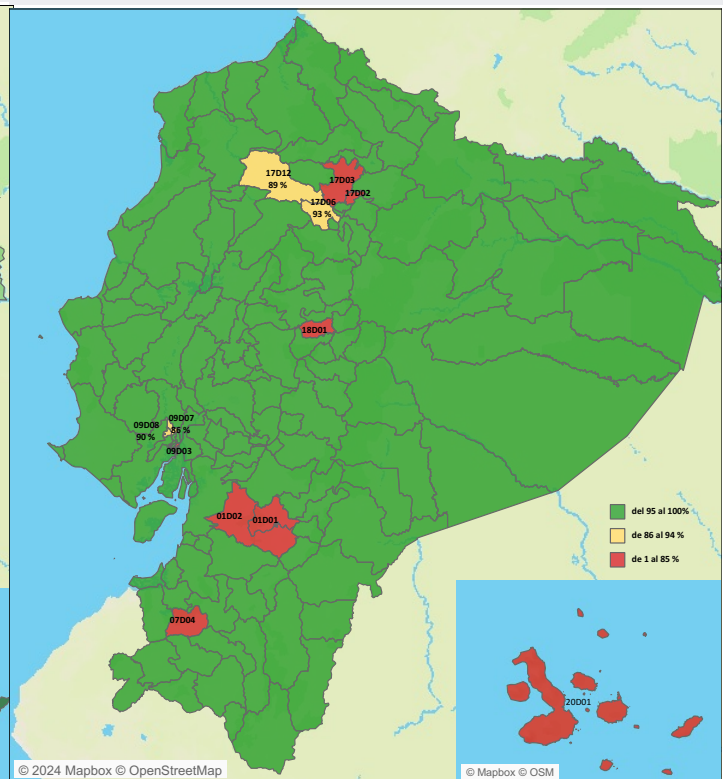 17D12
89 %
17D03
17D02
17D06
93 %
18D01
09D07
86 %
09D08
90 %
09D03
01D02
01D01
07D04
del 95 al 100%
de 86 al 94 %
de 1 al 85 %
20D01
© 2024 Mapbox © OpenStreetMap
© Mapbox © OSM